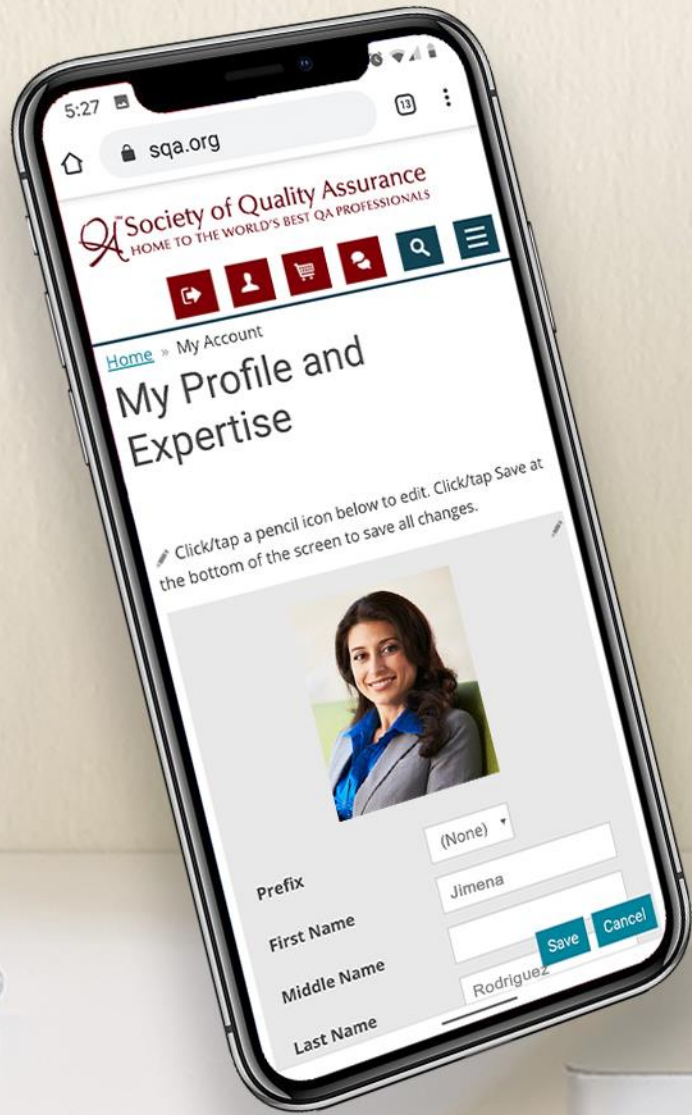 5:27
sqa.org
13
QA™ Society of Quality Assurance
HOME TO THE WORLD'S BEST QA PROFESSIONALS
Home » My Account
My Profile and
Expertise
Click/tap a pencil icon below to edit. Click/tap Save at
the bottom of the screen to save all changes.
Prefix (None)
First Name Jimena
Middle Name
Save Cancel
Last Name Rodriguez